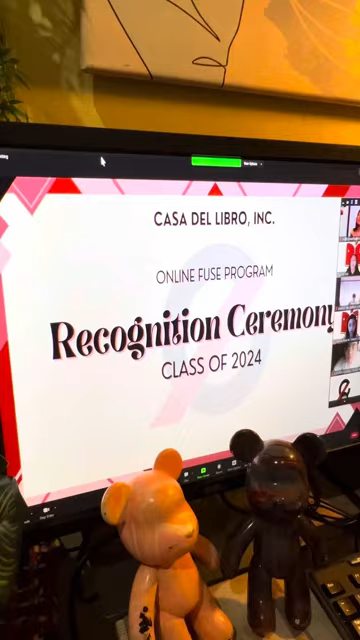 CASA DEL LIBRO, INC.
ONLINE FUSE PROGRAM
Recognition Ceremony
CLASS OF 2024